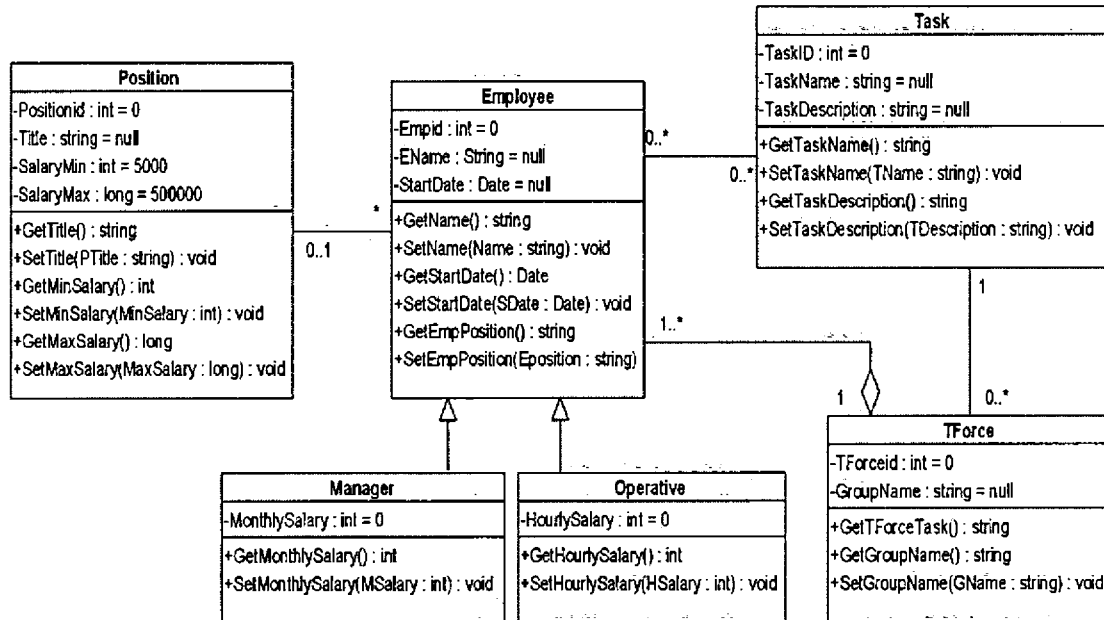 Task
-TaskID : int = 0
-TaskName : string = null
-TaskDescription : string = null
+GetTaskName() : string
+SetTaskName(TName : string) : void
+GetTaskDescription() : string
+SetTaskDescription(TDescription : string) : void
Position
-Positionid : int = 0
-Title : string = null
-SalaryMin : int = 5000
-SalaryMax : long = 500000
+GetTitle() : string
+SetTitle(PTitle : string) : void
+GetMinSalary() : int
+SetMinSalary(MinSalary : int) : void
+GetMaxSalary() : long
+SetMaxSalary(MaxSalary : long) : void
*
0..1
Employee
-Empid : int = 0
-EName : String = null
-StartDate : Date = null
+GetName() : string
+SetName(Name : string) : void
+GetStartDate() : Date
+SetStartDate(SDate : Date) : void
+GetEmpPosition() : string
+SetEmpPosition(Eposition : string)
0..*
0..*
1..*
1
1
0..*
Manager
-MonthlySalary : int = 0
+GetMonthlySalary() : int
+SetMonthlySalary(MSalary : int) : void
Operative
-HourlySalary : int = 0
+GetHourlySalary() : int
+SetHourlySalary(HSalary : int) : void
TForce
-TForceid : int = 0
-GroupName : string = null
+GetTForceTask() : string
+GetGroupName() : string
+SetGroupName(GName : string) : void